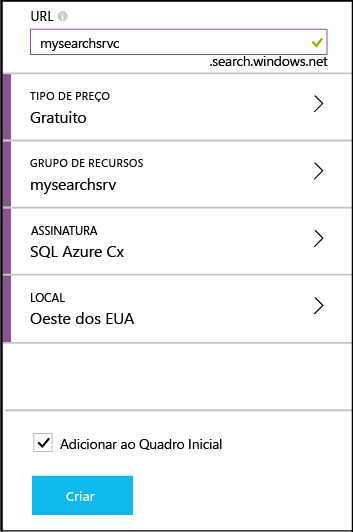 URL
mysearchsrvc
.search.windows.net
TIPO DE PREÇO
Gratuito
GRUPO DE RECURSOS
mysearchsrv
ASSINATURA
SQL Azure Cx
LOCAL
Oeste dos EUA
Adicionar ao Quadro Inicial
Criar